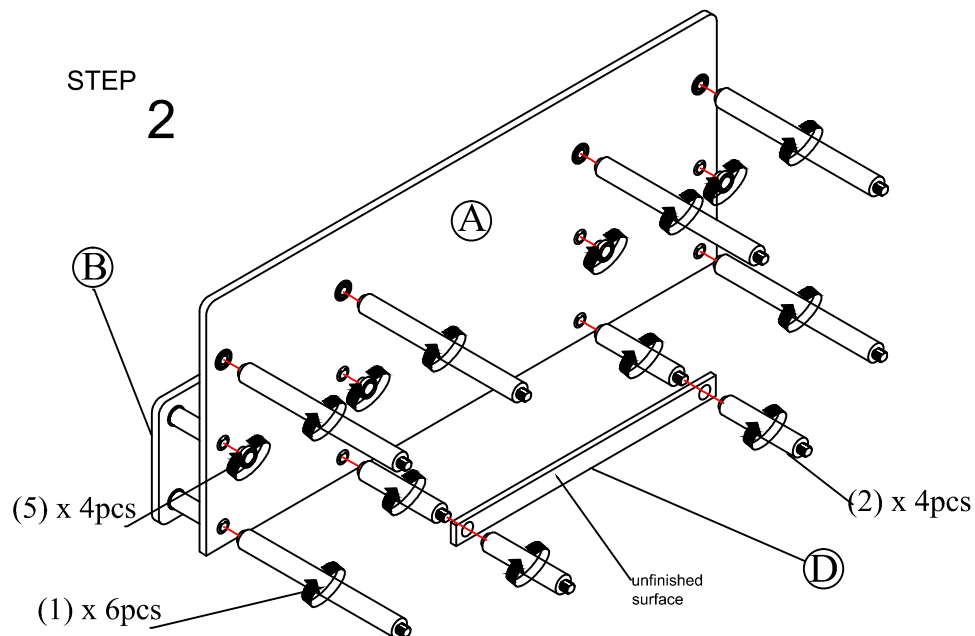 STEP
2
A
B
(5) x 4pcs
(2) x 4pcs
D
unfinished
surface
(1) x 6pcs